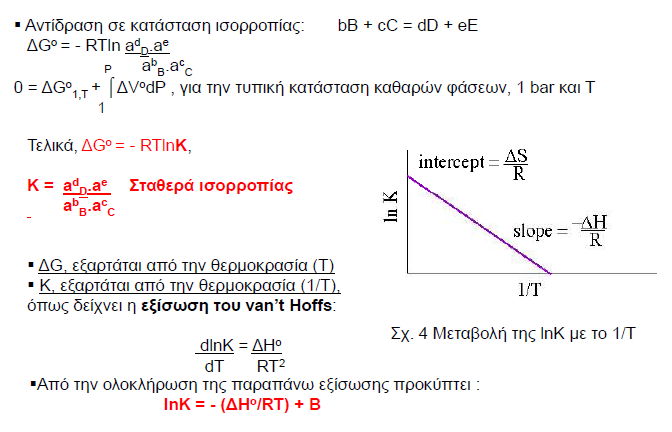 ▪ Αντίδραση σε κατάσταση ισορροπίας: bB + cC = dD + eE
ΔGº = - RTln a^d_D.a^e
a^b_B.a^c_C
0 = ΔGº_1,T + ∫_1^P ΔVºdP , για την τυπική κατάσταση καθαρών φάσεων, 1 bar και T
Τελικά, ΔGº = - RTlnK,
K = a^d_D.a^e Σταθερά ισορροπίας
a^b_B.a^c_C
-
▪ ΔG, εξαρτάται από την θερμοκρασία (T)
▪ K, εξαρτάται από την θερμοκρασία (1/T),
όπως δείχνει η εξίσωση του van’t Hoffs:
dlnK = ΔHº
dT RT²
▪Από την ολοκλήρωση της παραπάνω εξίσωσης προκύπτει :
lnK = - (ΔHº/RT) + B
intercept = ΔS/R
slope = -ΔH/R
ln K
1/T
Σχ. 4 Μεταβολή της lnK με το 1/T